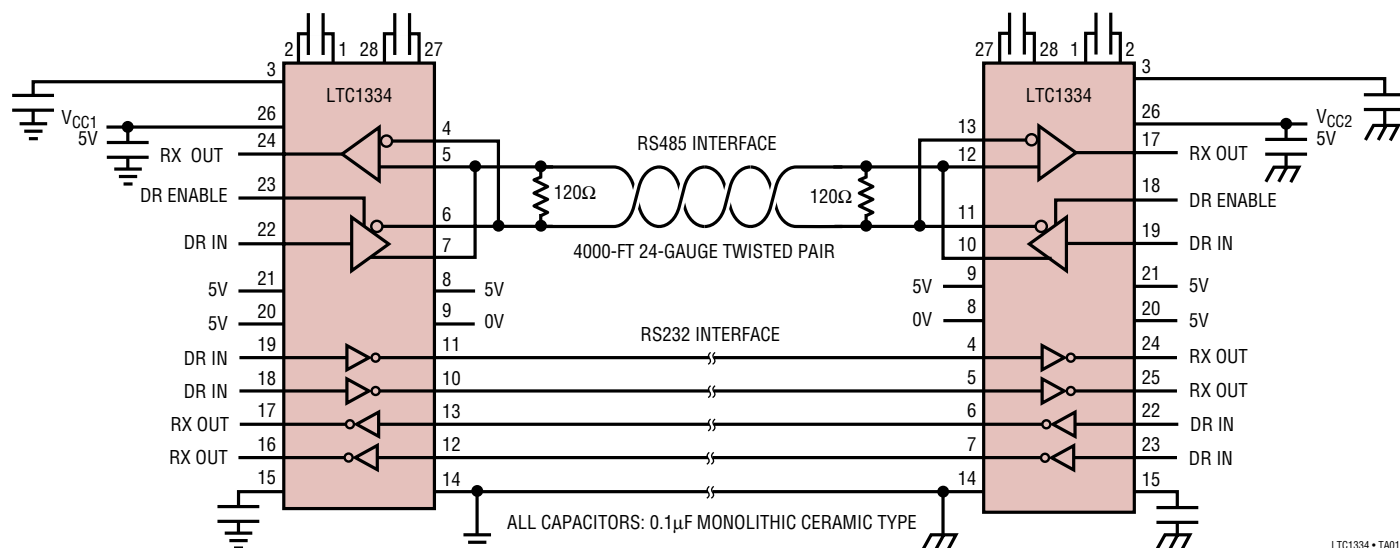 2 1 28 27
27 28 1 2
3
LTC1334
LTC1334
3
VCC1
5V
26
26
VCC2
5V
RX OUT 24
4
5
RS485 INTERFACE
13
12
17 RX OUT
DR ENABLE 23
120Ω
120Ω
18 DR ENABLE
6
11
DR IN 22
7
4000-FT 24-GAUGE TWISTED PAIR
10
19 DR IN
5V 21
8 5V
5V 9
21 5V
5V 20
9 0V
0V 8
20 5V
RS232 INTERFACE
DR IN 19
11
4
24 RX OUT
DR IN 18
10
5
25 RX OUT
RX OUT 17
13
6
22 DR IN
RX OUT 16
12
7
23 DR IN
15
14
14
15
ALL CAPACITORS: 0.1µF MONOLITHIC CERAMIC TYPE
LTC1334 • TA01